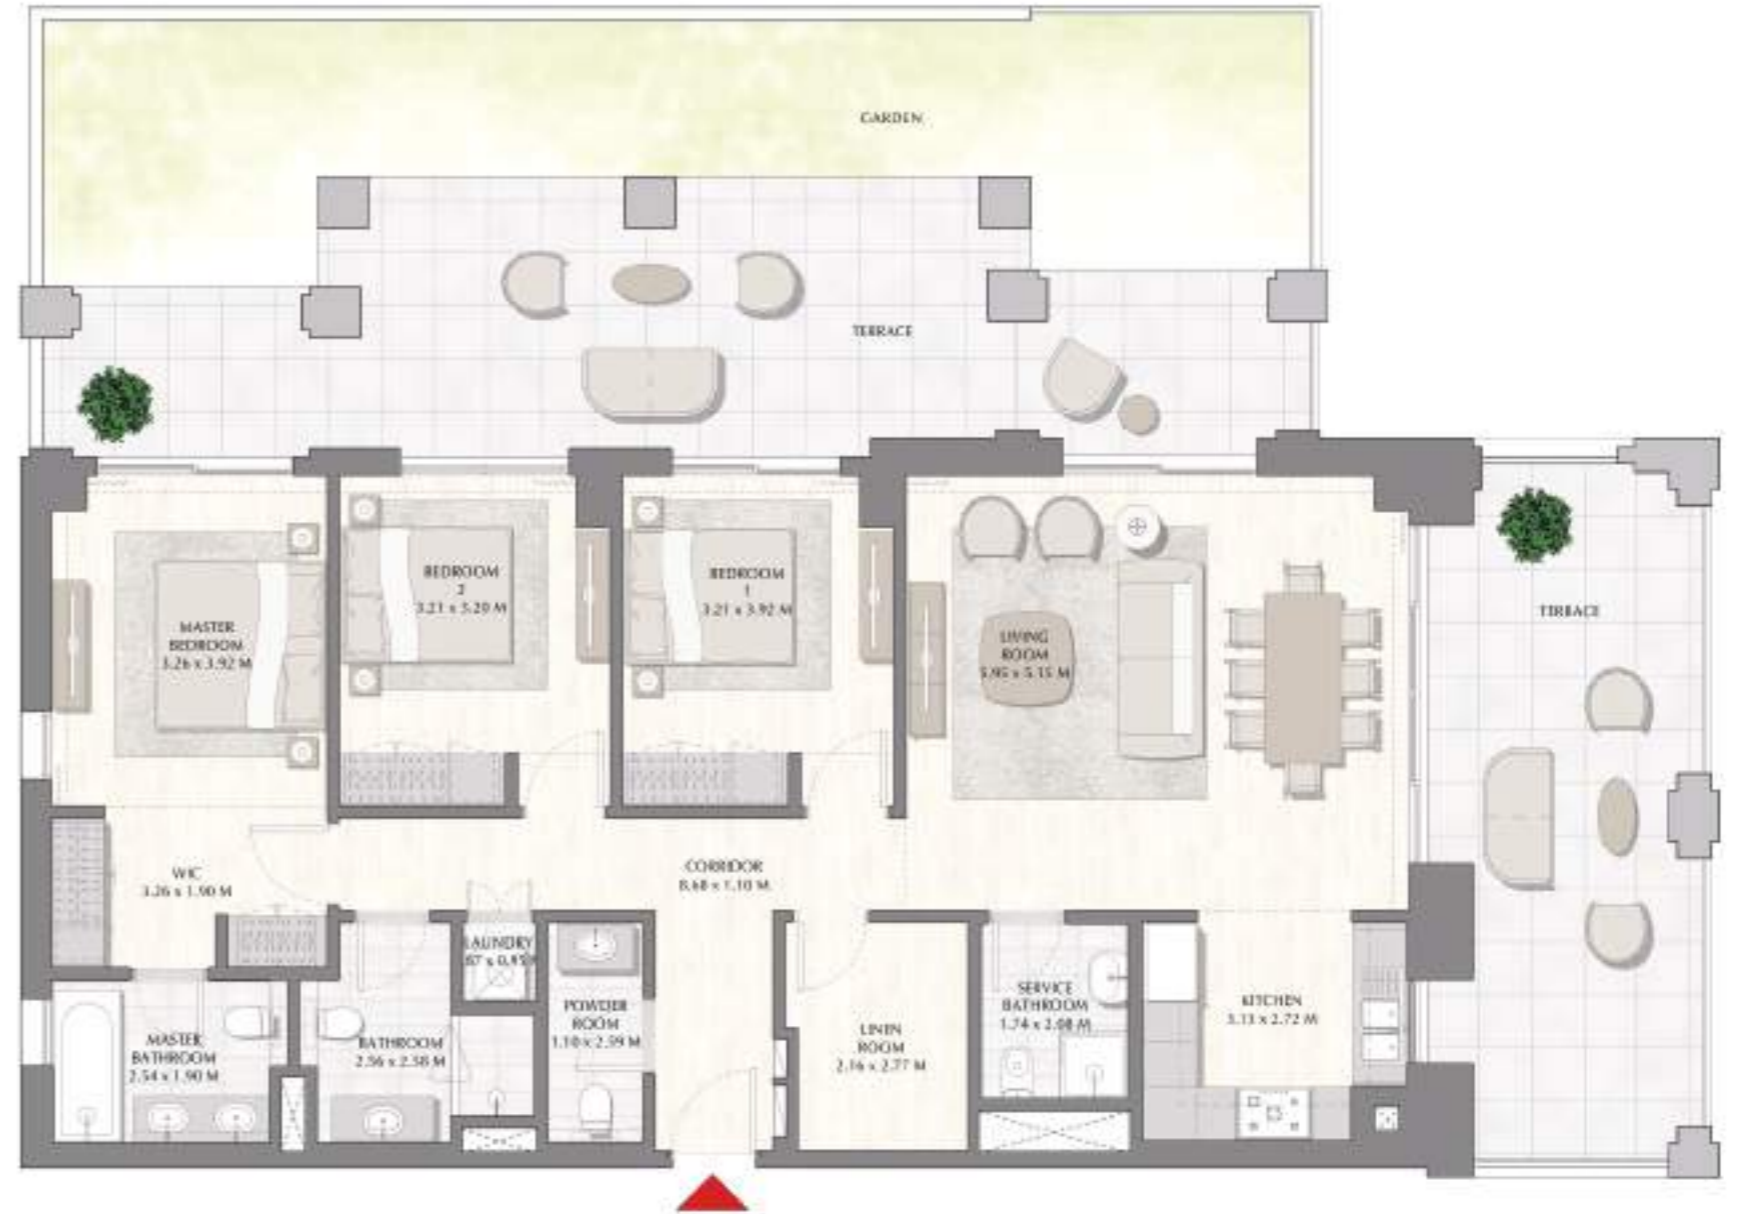 GARDEN
TERRACE
BEDROOM
2
3.21 x 3.20 M
BEDROOM
1
3.21 x 3.92 M
MASTER
BEDROOM
3.26 x 3.92 M
LIVING
ROOM
5.95 x 5.15 M
TERRACE
WIC
3.26 x 1.90 M
CORRIDOR
8.68 x 1.10 M
LAUNDRY
POWDER
ROOM
1.10 x 2.59 M
MASTER
BATHROOM
2.54 x 1.90 M
BATHROOM
2.56 x 2.58 M
LINEN
ROOM
2.16 x 2.77 M
SERVICE
BATHROOM
1.74 x 2.08 M
KITCHEN
3.13 x 2.72 M